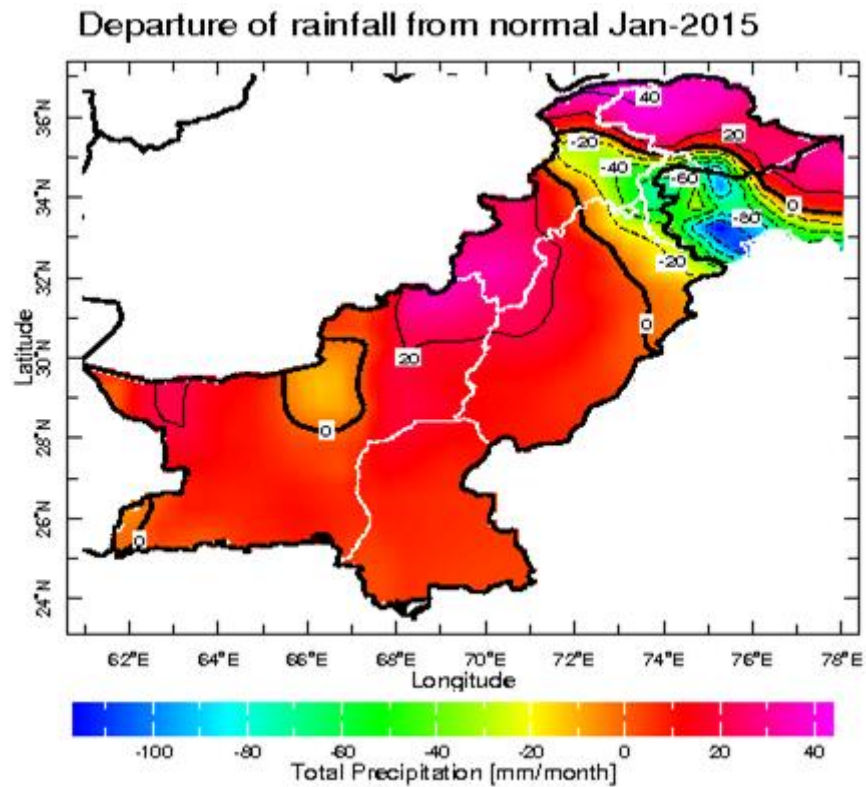 Departure of rainfall from normal Jan-2015
36°N
34°N
32°N
30°N
28°N
26°N
24°N
Latitude
40
20
-20
-40
-60
-80
0
-20
0
20
0
0
62°E 64°E 66°E 68°E 70°E 72°E 74°E 76°E 78°E
Longitude
-100 -80 -60 -40 -20 0 20 40
Total Precipitation [mm/month]